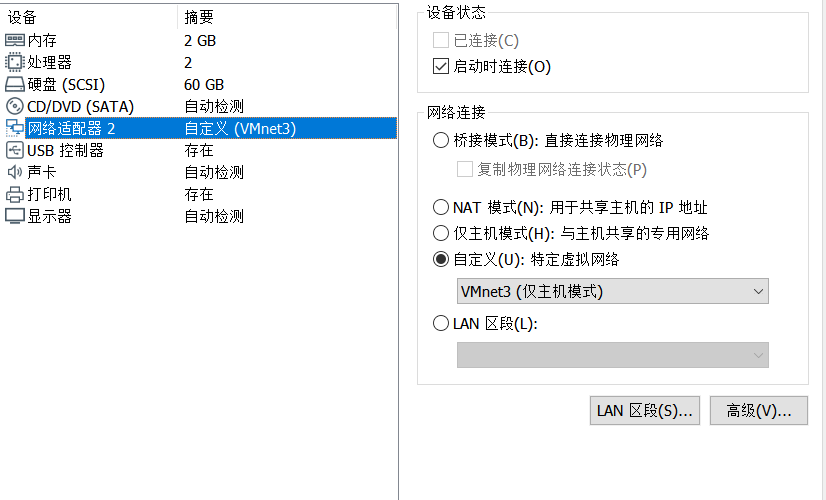 设备 摘要
内存 2 GB
处理器 2
硬盘 (SCSI) 60 GB
CD/DVD (SATA) 自动检测
网络适配器 2 自定义 (VMnet3)
USB 控制器 存在
声卡 自动检测
打印机 存在
显示器 自动检测
设备状态
已连接(C)
启动时连接(O)
网络连接
桥接模式(B): 直接连接物理网络
复制物理网络连接状态(P)
NAT 模式(N): 用于共享主机的 IP 地址
仅主机模式(H): 与主机共享的专用网络
自定义(U): 特定虚拟网络
VMnet3 (仅主机模式)
LAN 区段(L):
LAN 区段(S)... 高级(V)...